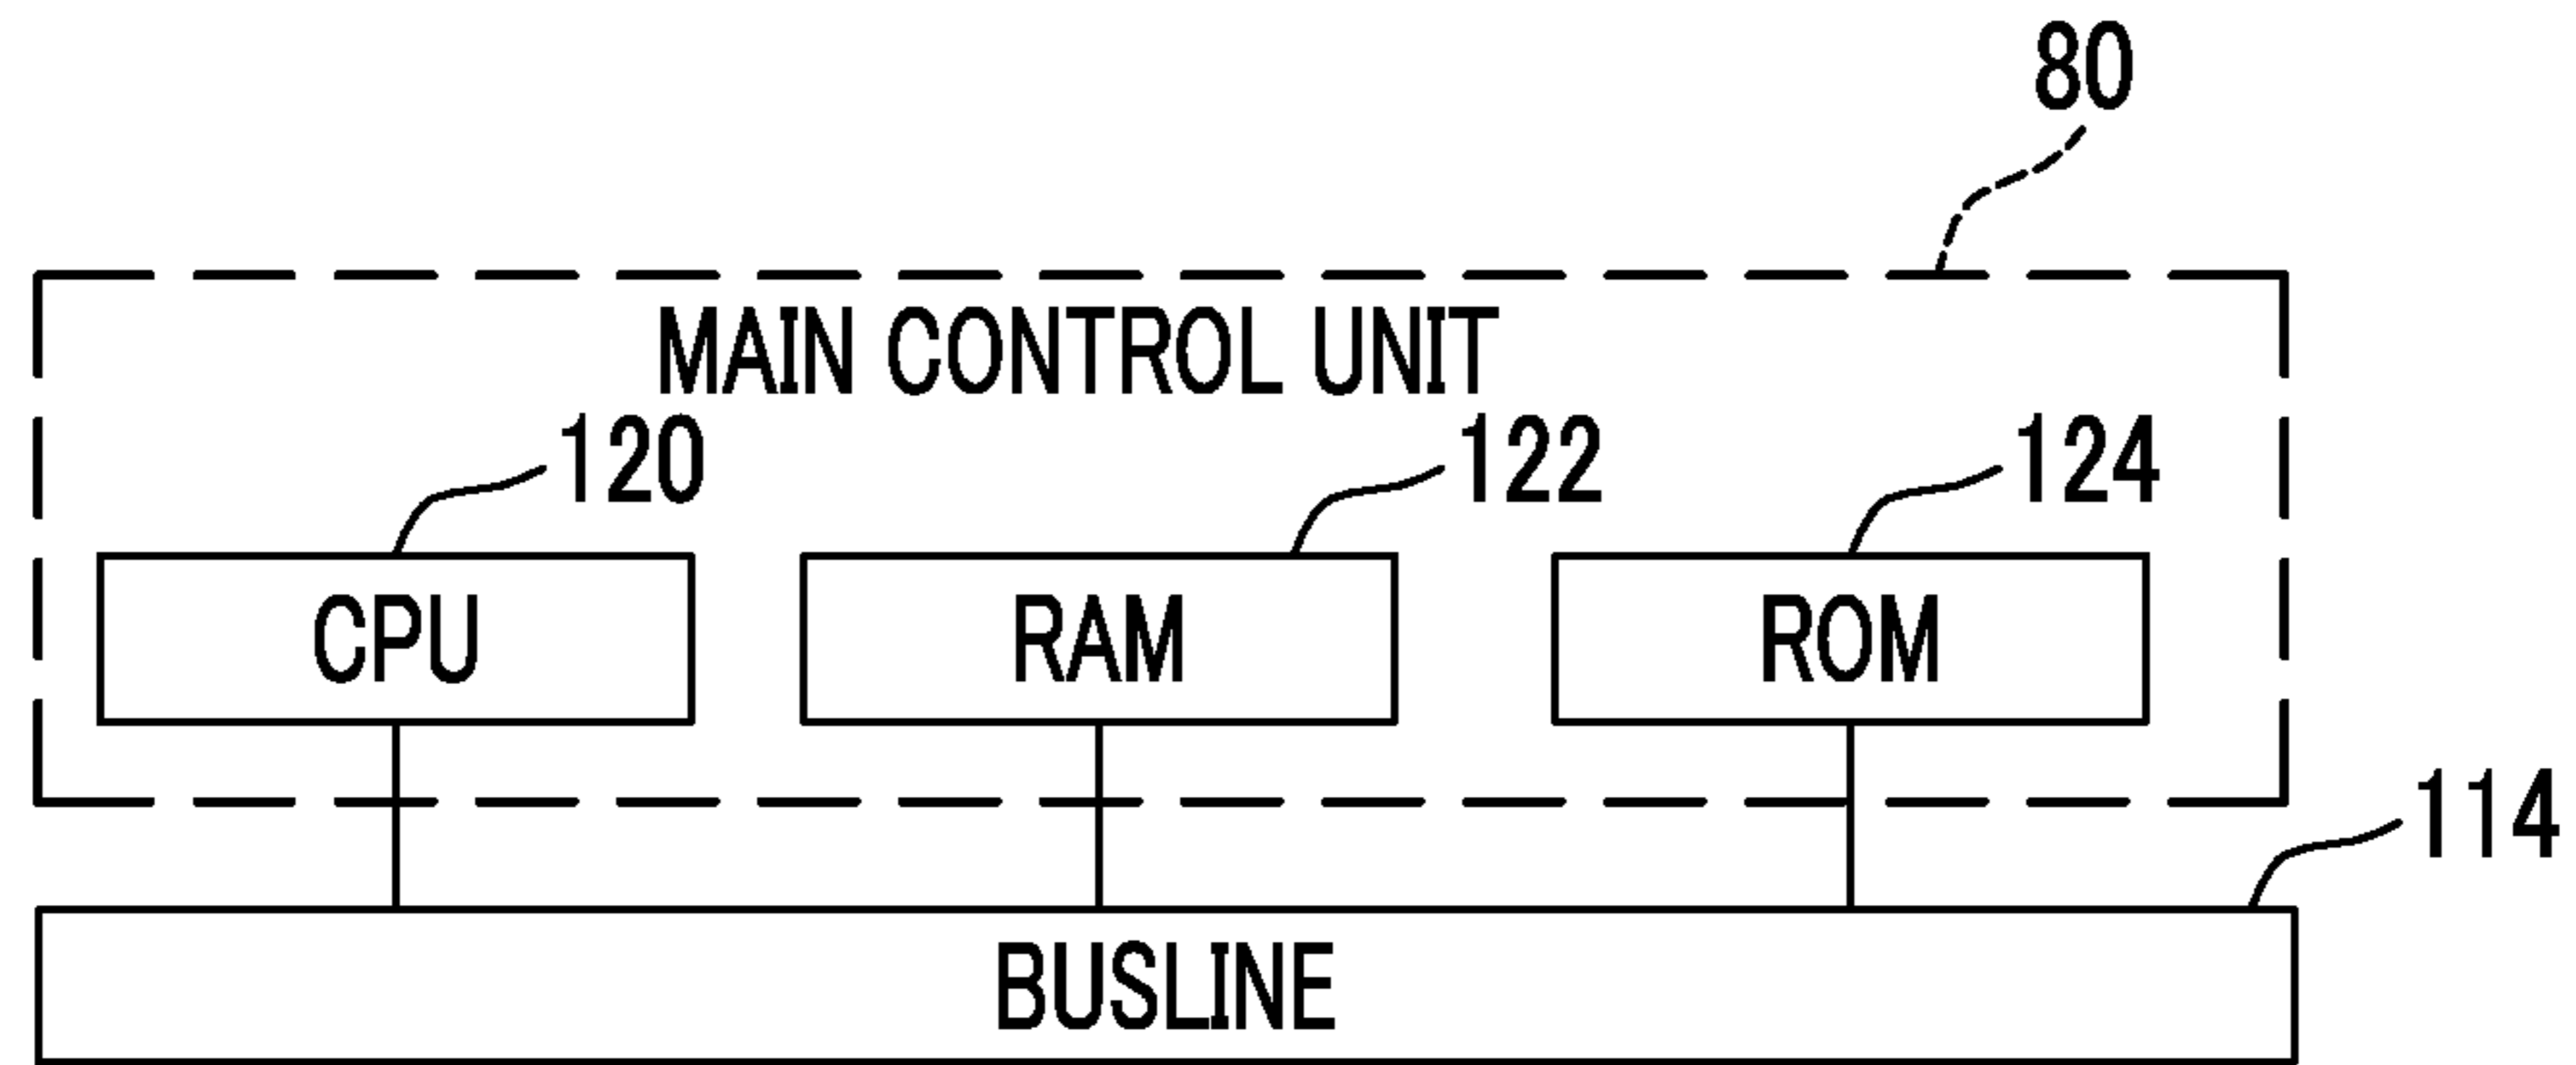 80
MAIN CONTROL UNIT
120
122
124
CPU
RAM
ROM
114
BUSLINE